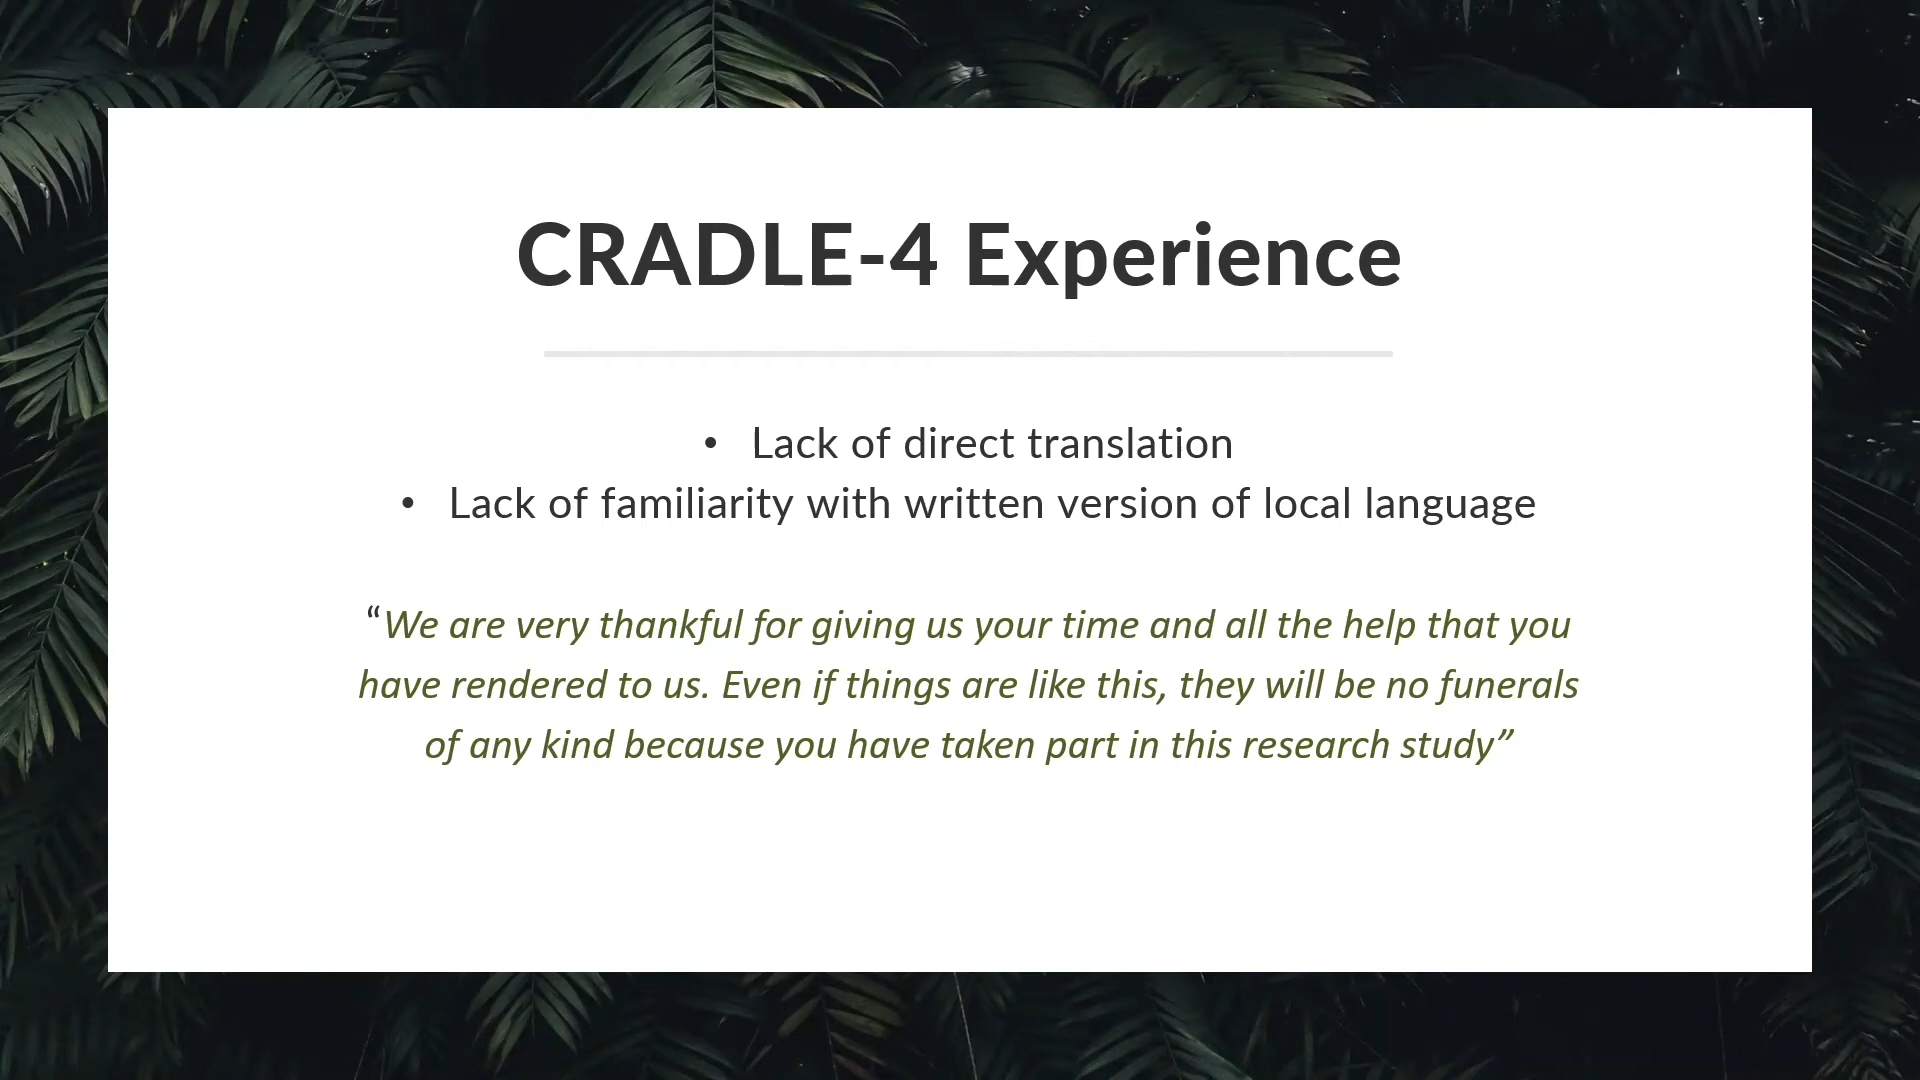 CRADLE-4 Experience
• Lack of direct translation
• Lack of familiarity with written version of local language
“We are very thankful for giving us your time and all the help that you
have rendered to us. Even if things are like this, they will be no funerals
of any kind because you have taken part in this research study”